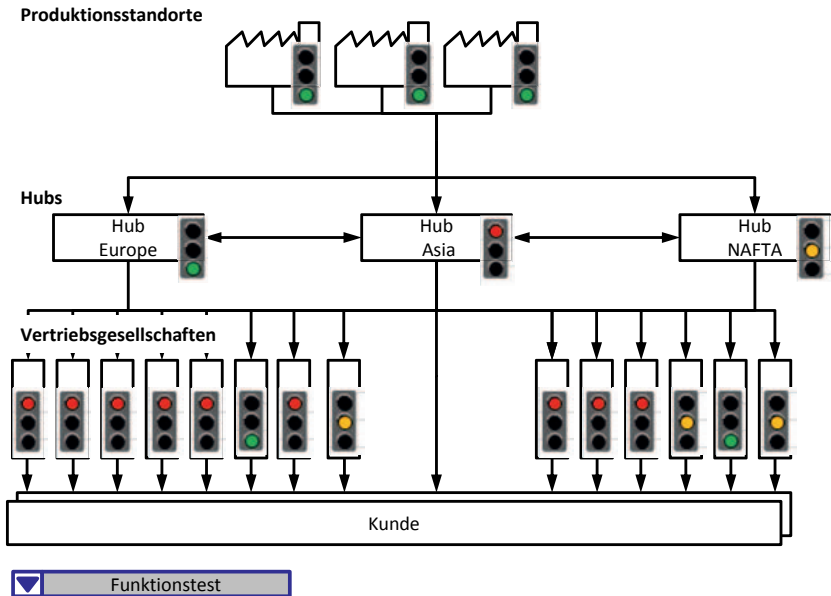 Produktionsstandorte
Hubs
Hub
Europe
Hub
Asia
Hub
NAFTA
Vertriebsgesellschaften
Kunde
Funktionstest